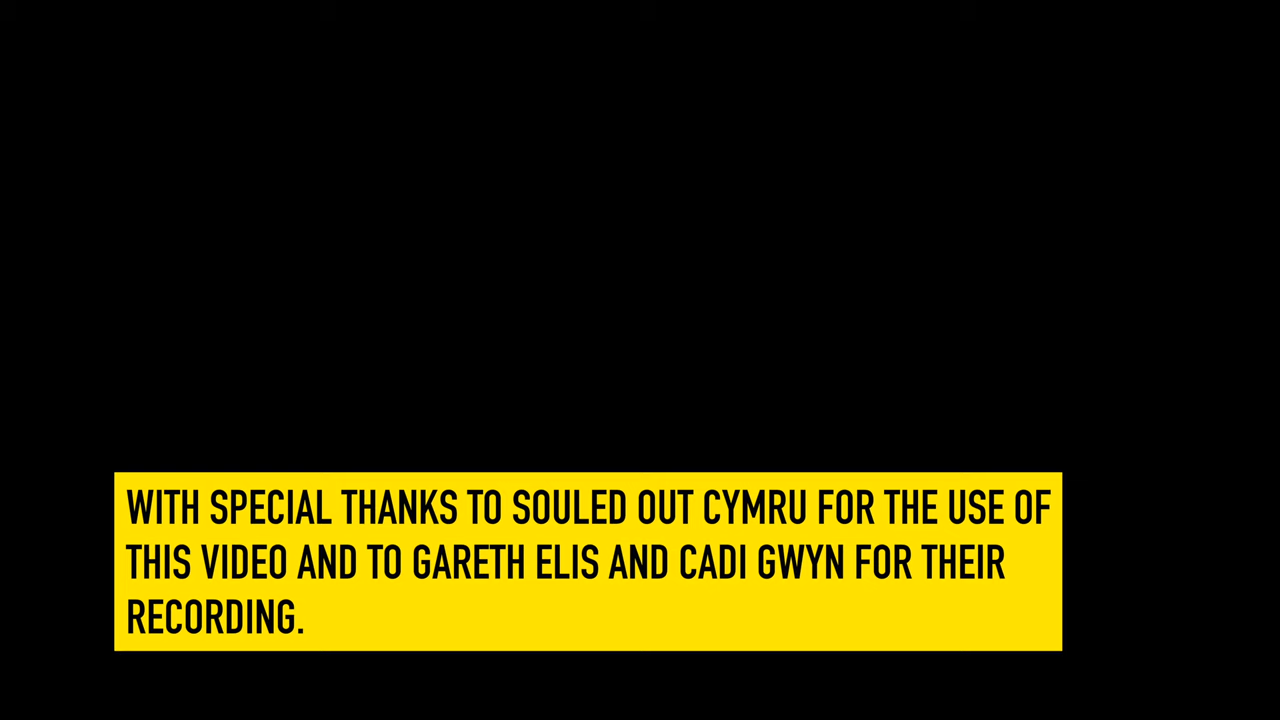 WITH SPECIAL THANKS TO SOULED OUT CYMRU FOR THE USE OF
THIS VIDEO AND TO GARETH ELIS AND CADI GWYN FOR THEIR
RECORDING.